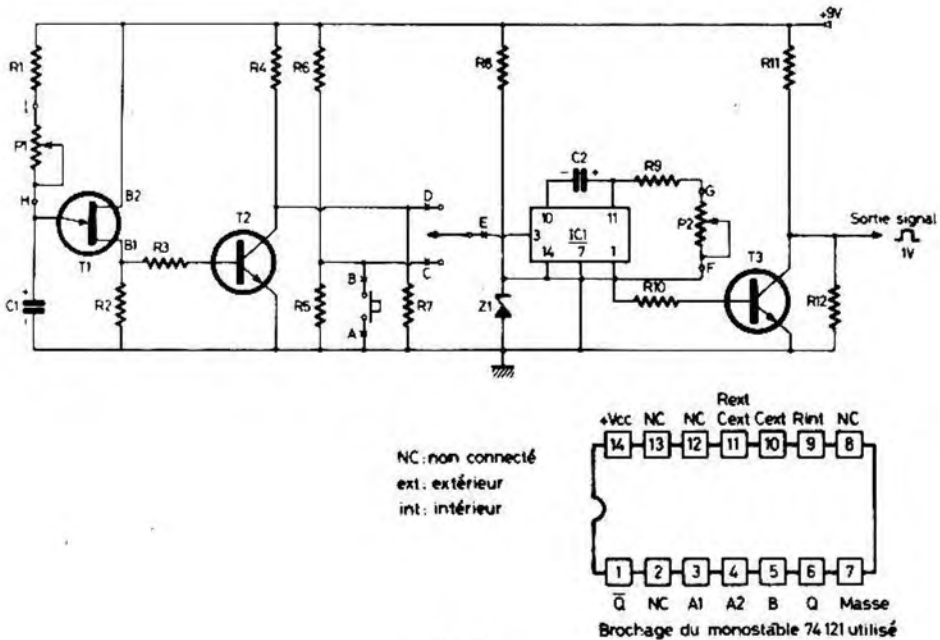 +9V
R1
R4
R6
R8
R11
I
P1
C2
R9
H
B2
D
G
T2
E
10
11
P2
Sortie signal
3
IC1
14
7
1
B1
R3
C
F
T3
1V
T1
B
R10
C1
R2
R5
R7
Z1
R12
A
Rext
+Vcc NC NC Cext Cext Rint NC
14 13 12 11 10 9 8
NC: non connecté
ext: extérieur
int: intérieur
1 2 3 4 5 6 7
Q NC A1 A2 B Q Masse
Brochage du monostable 74 121 utilisé